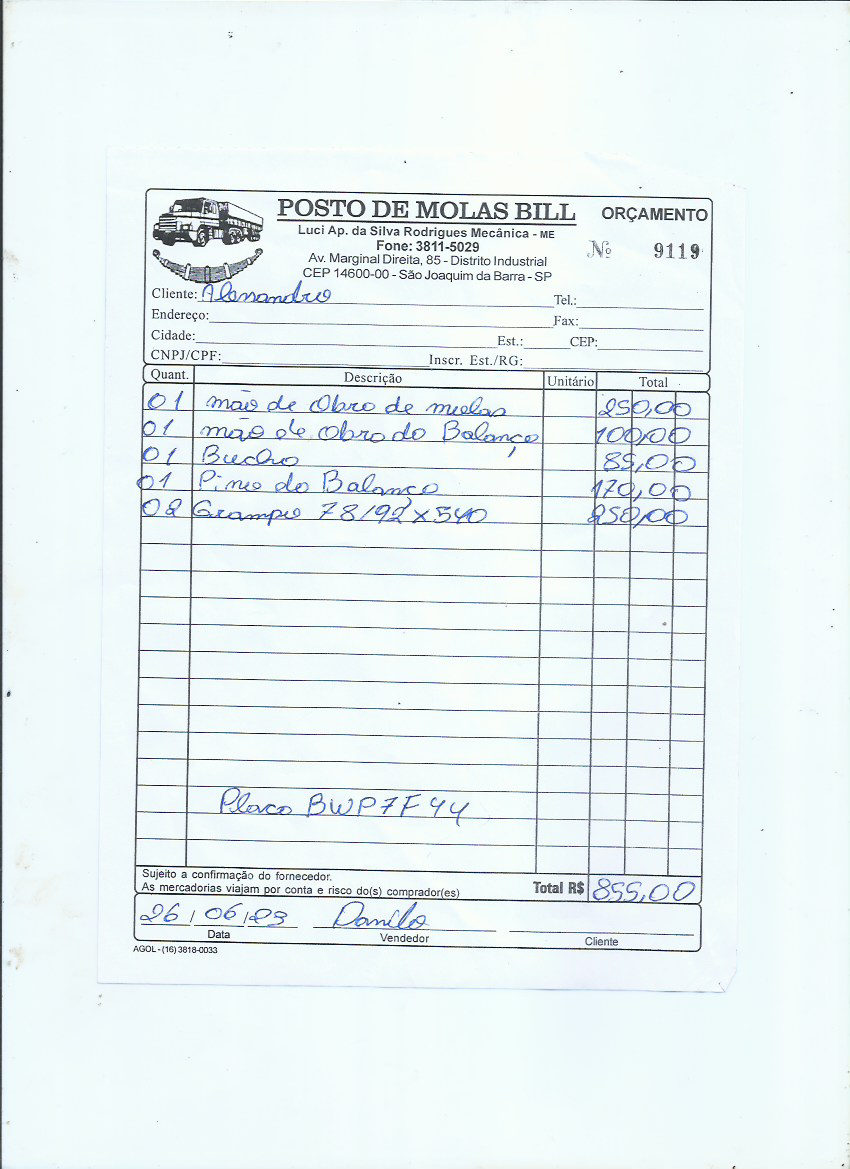 POSTO DE MOLAS BILL
ORÇAMENTO
Luci Ap. da Silva Rodrigues Mecânica - ME
Fone: 3811-5029
Nº 9119
Av. Marginal Direita, 85 - Distrito Industrial
CEP 14600-00 - São Joaquim da Barra - SP
Cliente: Alessandro Tel.:
Endereço: Fax:
Cidade: Est.: CEP:
CNPJ/CPF: Inscr. Est./RG:
Quant. Descrição Unitário Total
01 mão de Obra de molas 250,00
01 mão de Obra do Balanço 100,00
01 Bucha 85,00
01 Pino do Balanço 170,00
02 Grampo 78/92 x 540 250,00
Placa BWP7F44
Sujeito a confirmação do fornecedor.
As mercadorias viajam por conta e risco do(s) comprador(es)
Total R$ 855,00
26 / 06 / 23 Danilo
Data Vendedor Cliente
AGOL - (16) 3818-0033